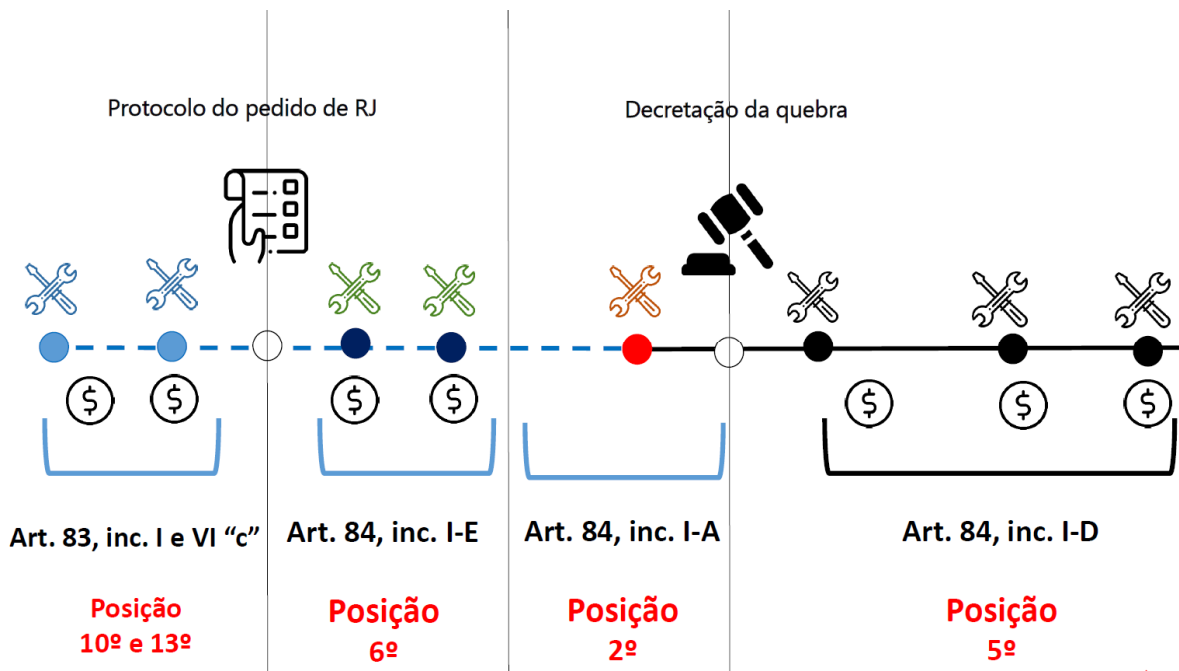 Protocolo do pedido de RJ
Decretação da quebra
$ $ $ $ $ $ $
Art. 83, inc. I e VI “c”
Art. 84, inc. I-E
Art. 84, inc. I-A
Art. 84, inc. I-D
Posição
10º e 13º
Posição
6º
Posição
2º
Posição
5º